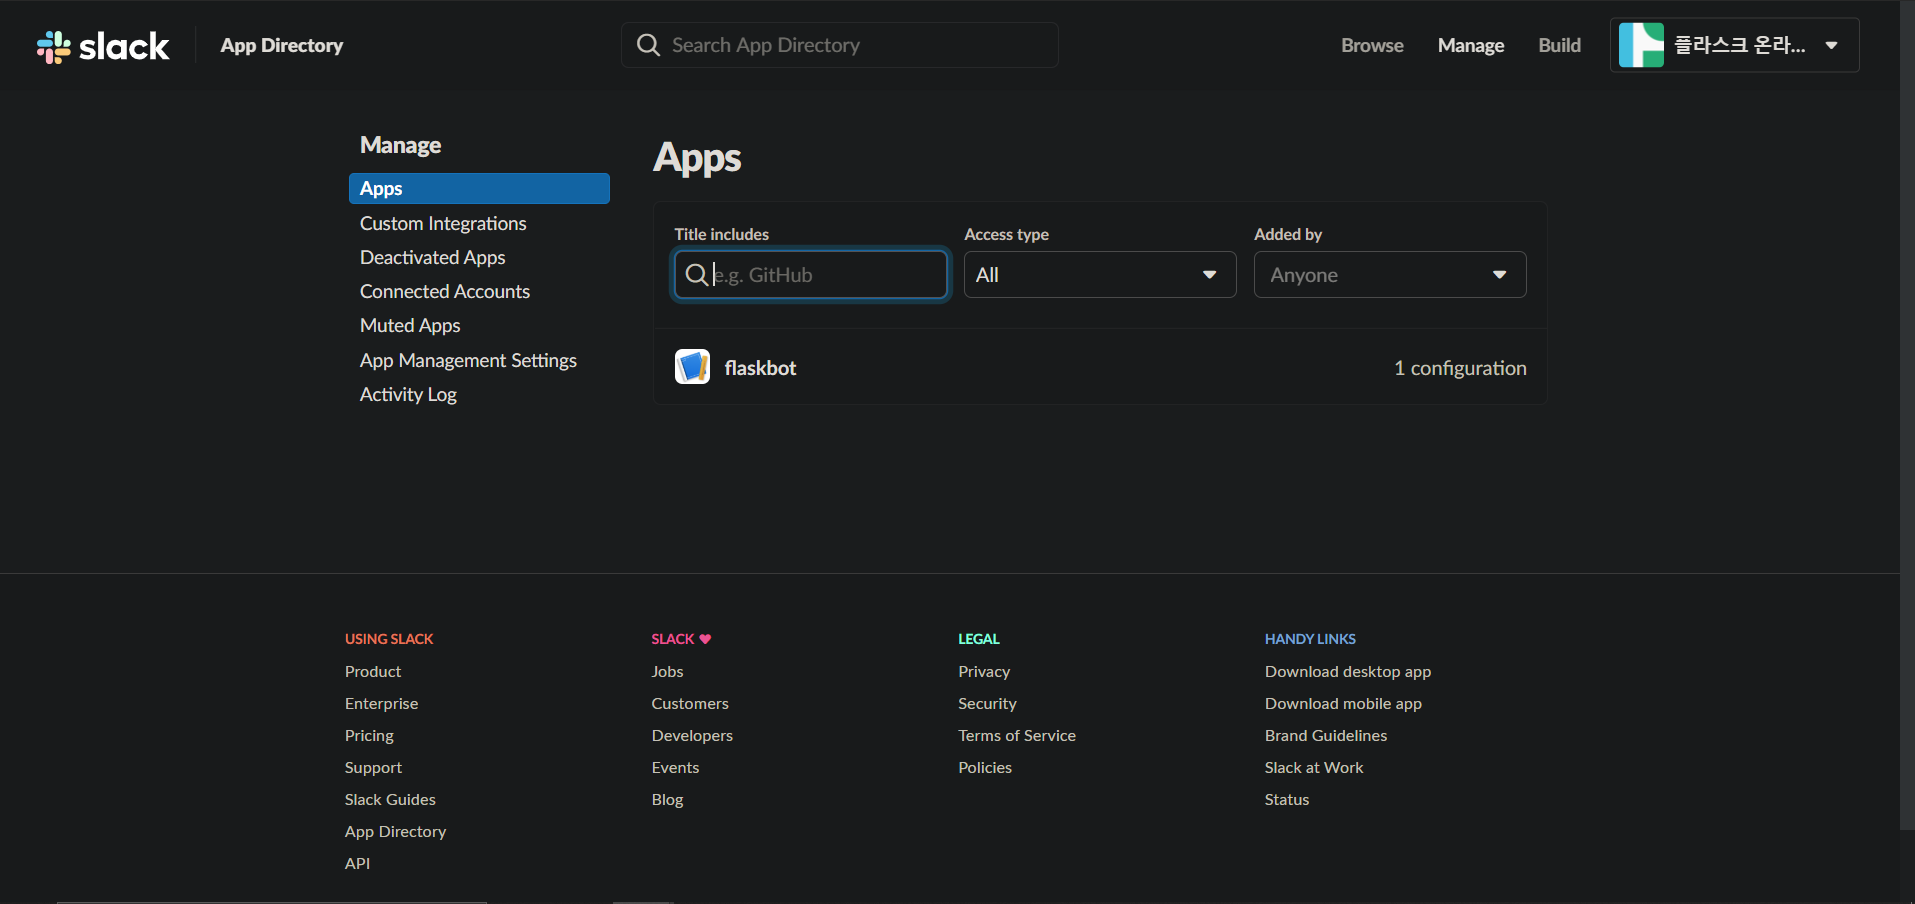 slack
App Directory
Search App Directory
Browse
Manage
Build
플라스크 온라...
Manage
Apps
Custom Integrations
Deactivated Apps
Connected Accounts
Muted Apps
App Management Settings
Activity Log
Apps
Title includes
Access type
Added by
e.g. GitHub
All
Anyone
flaskbot
1 configuration
USING SLACK
Product
Enterprise
Pricing
Support
Slack Guides
App Directory
API
SLACK ♥
Jobs
Customers
Developers
Events
Blog
LEGAL
Privacy
Security
Terms of Service
Policies
HANDY LINKS
Download desktop app
Download mobile app
Brand Guidelines
Slack at Work
Status